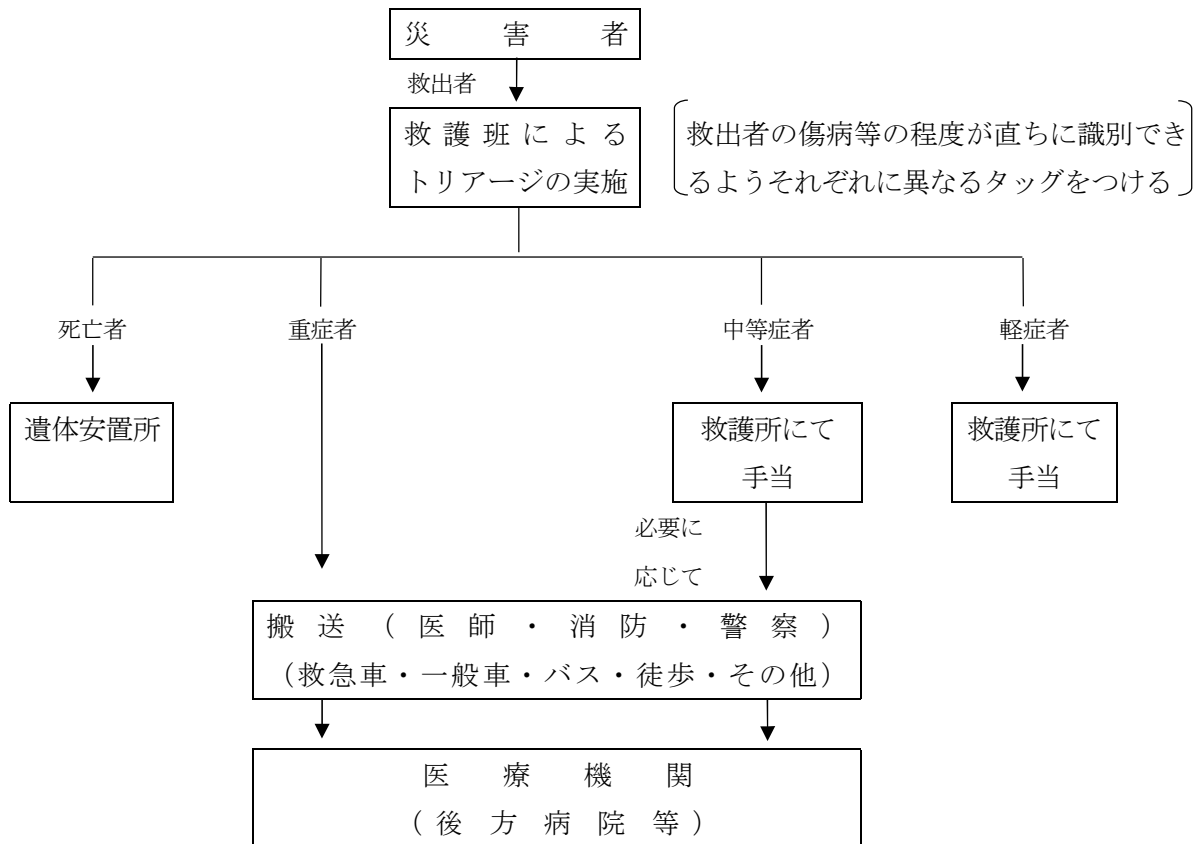 災害者
救出者
救護班による
トリアージの実施
救出者の傷病等の程度が直ちに識別でき
るようそれぞれに異なるタッグをつける
死亡者
重症者
中等症者
軽症者
遺体安置所
救護所にて
手当
救護所にて
手当
必要に
応じて
搬送(医師・消防・警察)
(救急車・一般車・バス・徒歩・その他)
医療機関
(後方病院等)